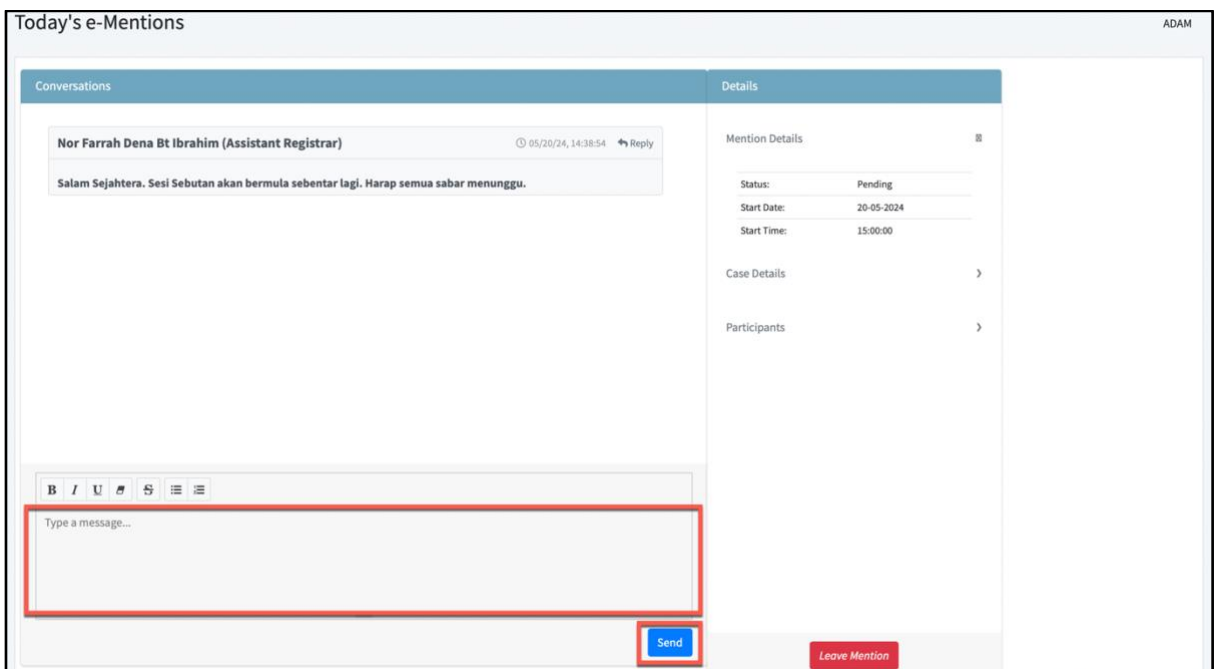 Today's e-Mentions
ADAM
Conversations
Nor Farrah Dena Bt Ibrahim (Assistant Registrar)
05/20/24, 14:38:54
Reply
Salam Sejahtera. Sesi Sebutan akan bermula sebentar lagi. Harap semua sabar menunggu.
B I U S
Type a message...
Send
Details
Mention Details
Status: Pending
Start Date: 20-05-2024
Start Time: 15:00:00
Case Details
Participants
Leave Mention